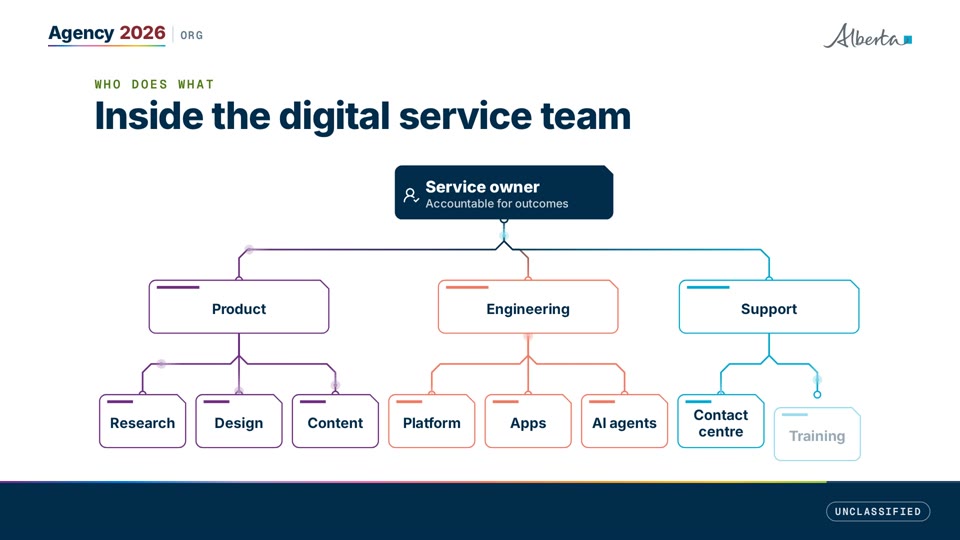 Agency 2026 ORG
Alberta
WHO DOES WHAT
Inside the digital service team
Service owner
Accountable for outcomes
Product
Engineering
Support
Research
Design
Content
Platform
Apps
AI agents
Contact
centre
Training
UNCLASSIFIED